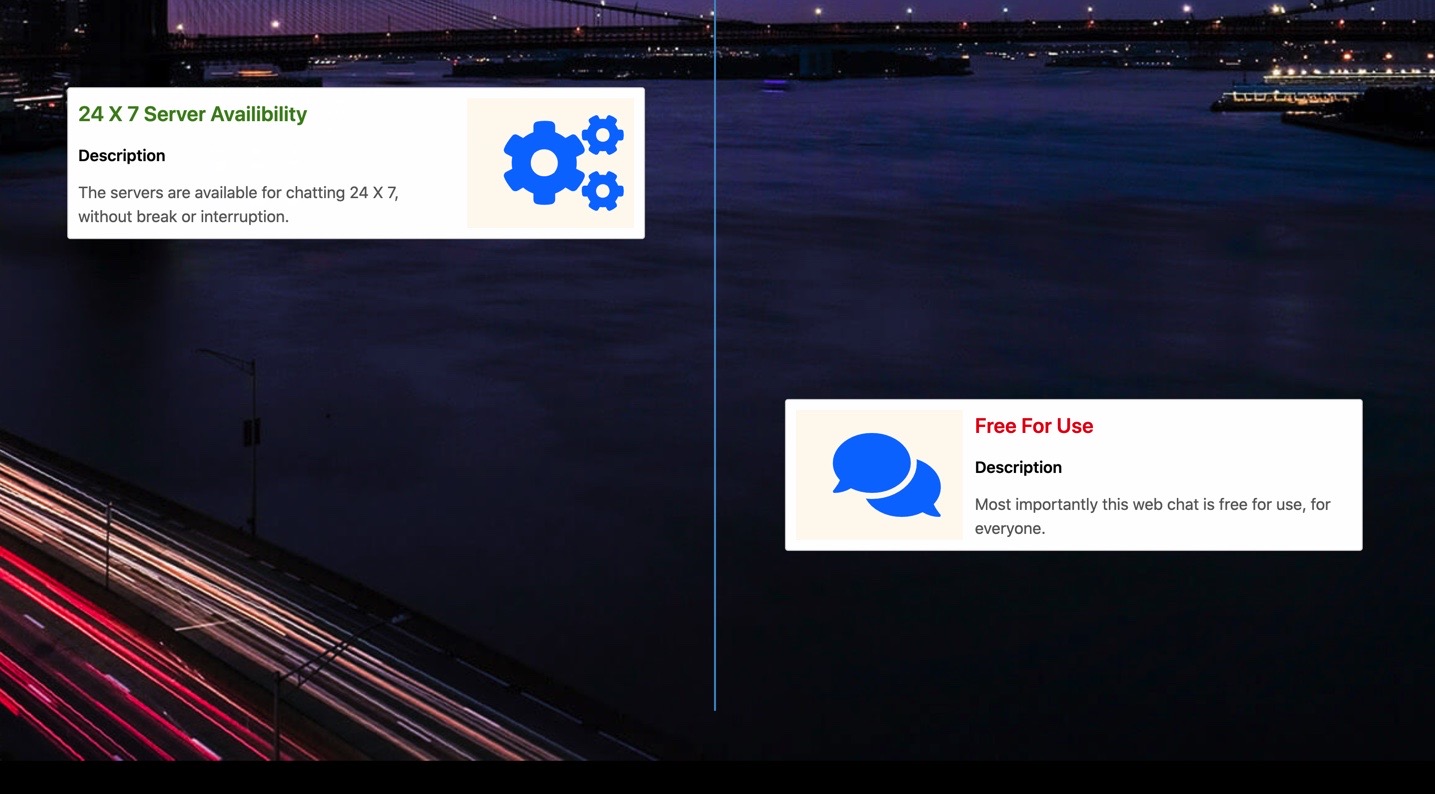 24 X 7 Server Availibility
Description
The servers are available for chatting 24 X 7,
without break or interruption.
Free For Use
Description
Most importantly this web chat is free for use, for
everyone.